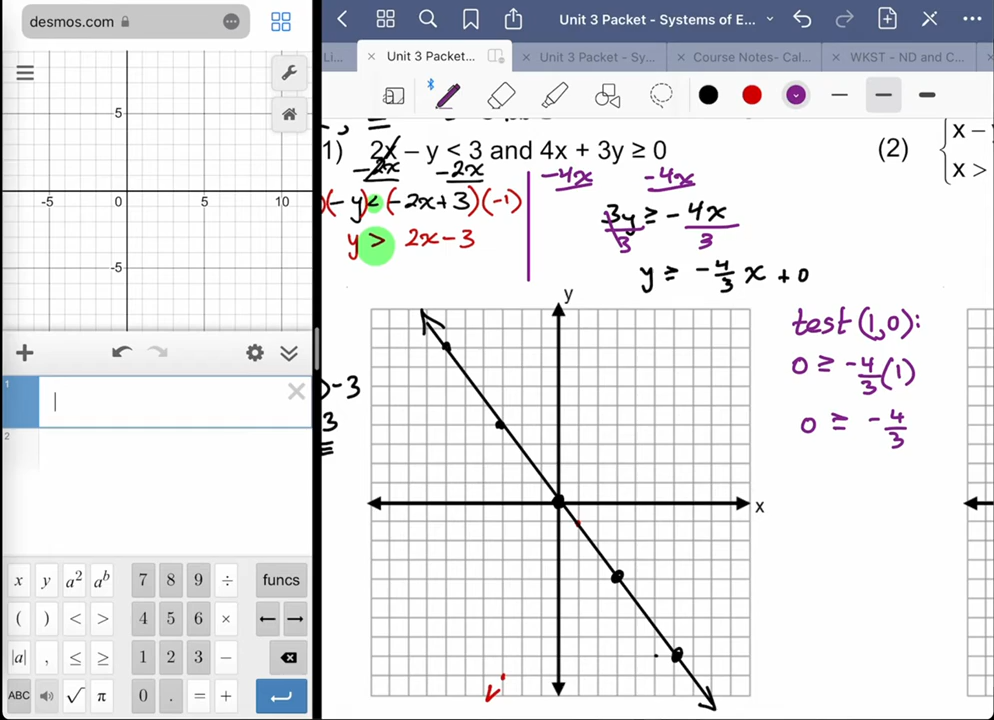 desmos.com
Unit 3 Packet - Systems of E...
Li...
Unit 3 Packet...
Unit 3 Packet - Sy...
Course Notes- Cal...
WKST - ND and C...
1) 2x – y < 3 and 4x + 3y ≥ 0
(2)
x –
x >
-2x -2x
-4x -4x
)(-y) < (-2x+3)(-1)
y > 2x-3
3y ≥ -4x
3 3
y ≥ -4/3 x + 0
test (1,0):
0 ≥ -4/3 (1)
0 ≥ -4/3
)-3
3
y
x
5
-5 0 5 10
-5
1
2
x y a² aᵇ 7 8 9 ÷ funcs
( ) < > 4 5 6 × ← →
|a| , ≤ ≥ 1 2 3 −
ABC √ π 0 . = +